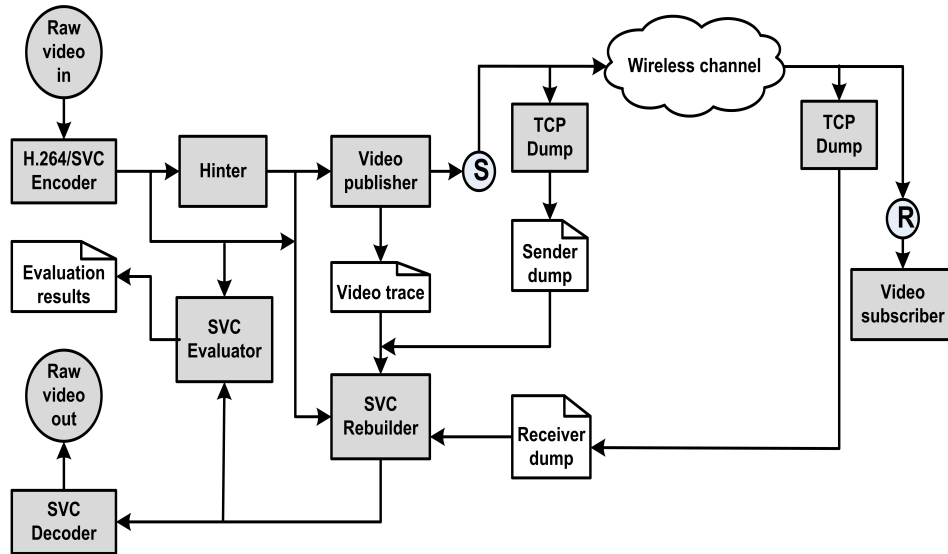 Raw
video
in
Wireless channel
H.264/SVC
Encoder
Hinter
Video
publisher
S
TCP
Dump
TCP
Dump
R
Evaluation
results
Video trace
Sender
dump
Video
subscriber
SVC
Evaluator
Raw
video
out
SVC
Rebuilder
Receiver
dump
SVC
Decoder